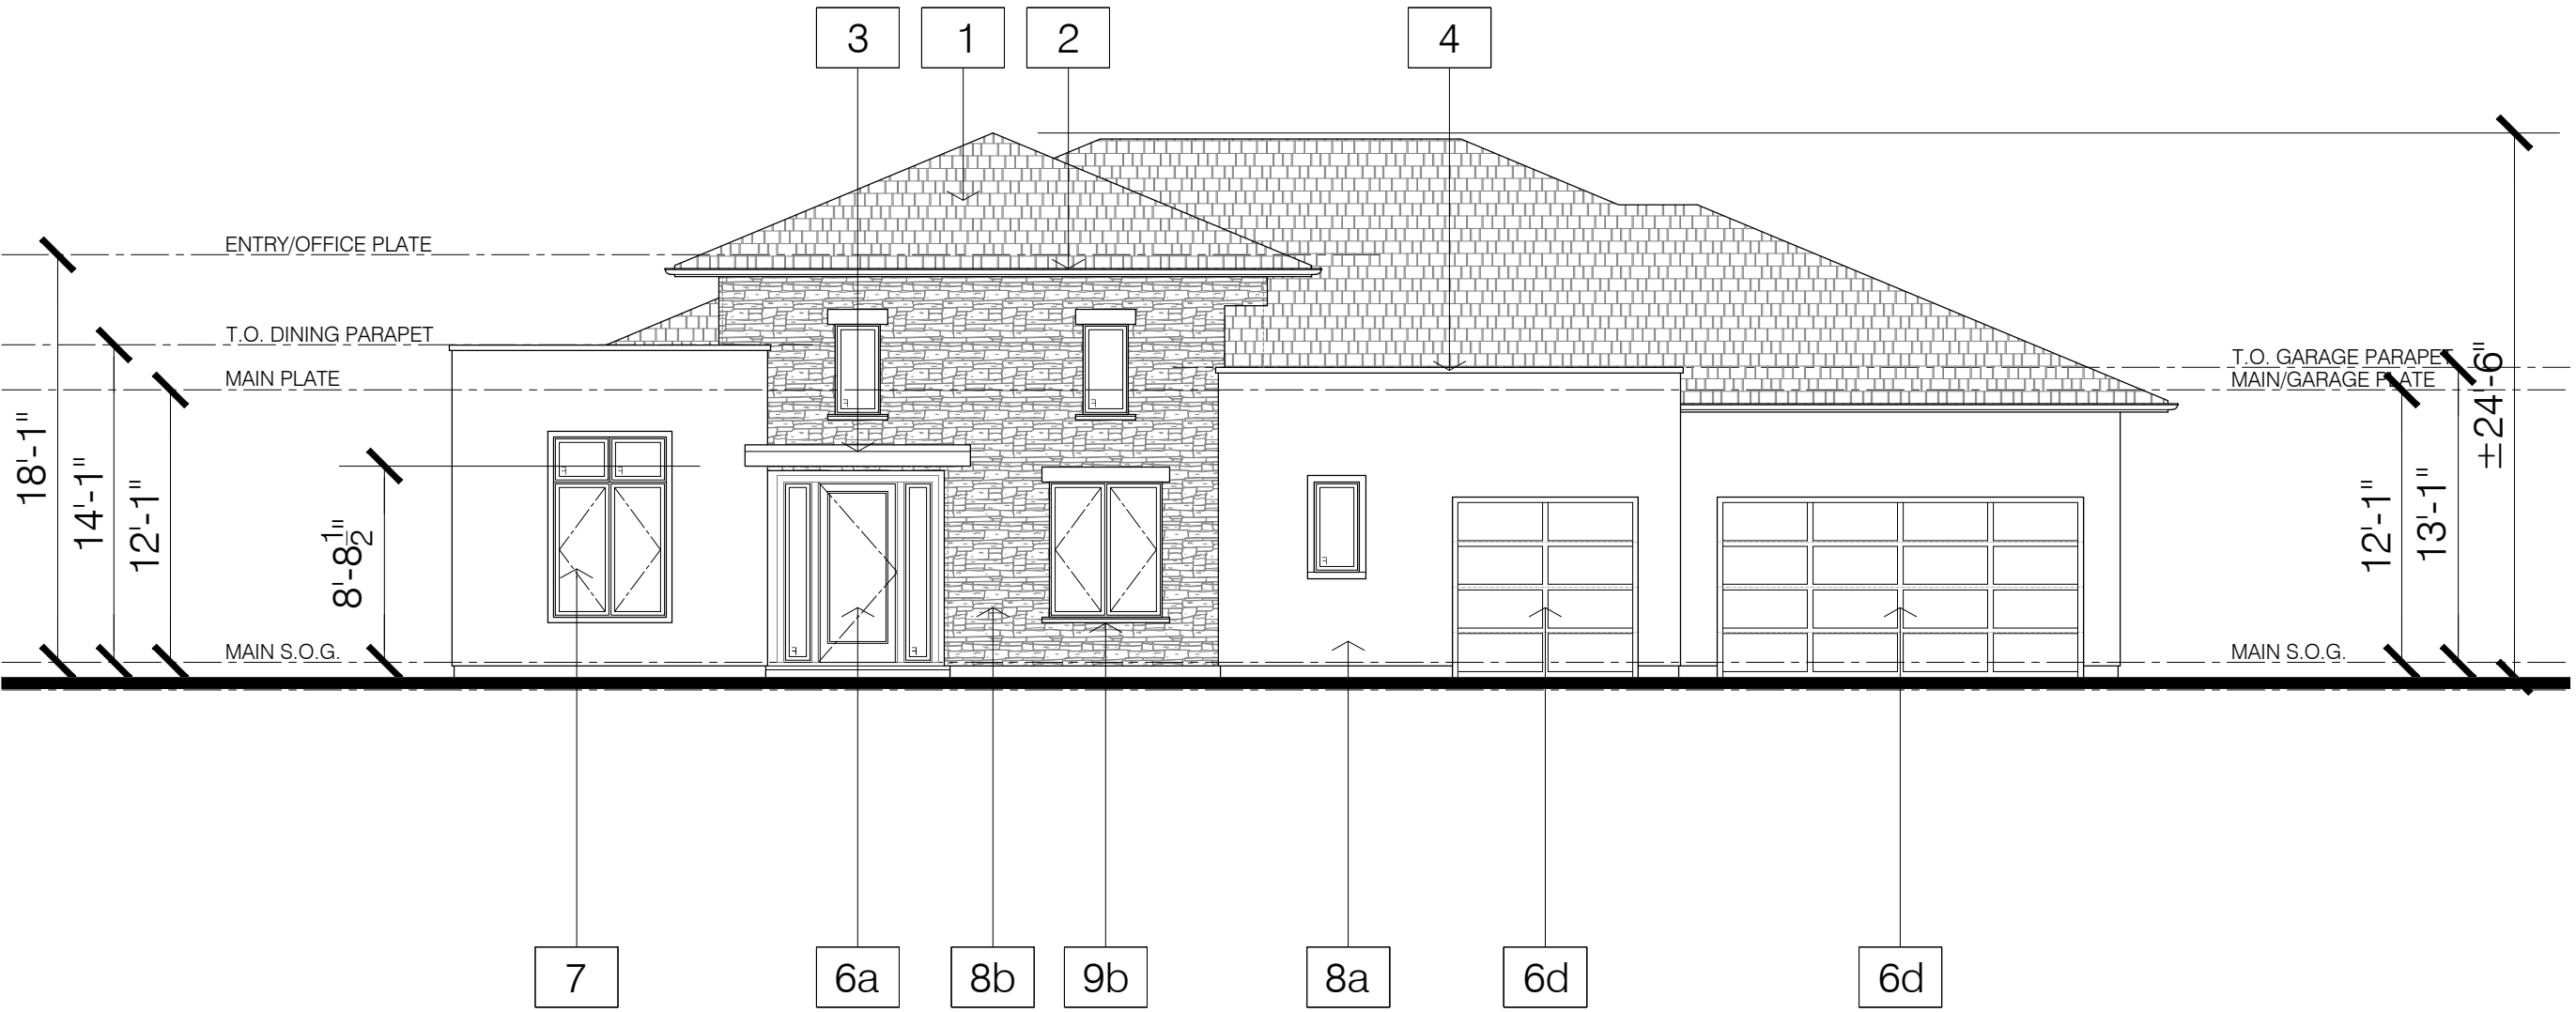 3
1
2
4
ENTRY/OFFICE PLATE
T.O. DINING PARAPET
MAIN PLATE
MAIN S.O.G.
18'-1"
14'-1"
12'-1"
8'-8 1/2"
T.O. GARAGE PARAPET
MAIN/GARAGE PLATE
MAIN S.O.G.
12'-1"
13'-1"
±24'-6"
F
F
F
F
F
F
F
7
6a
8b
9b
8a
6d
6d